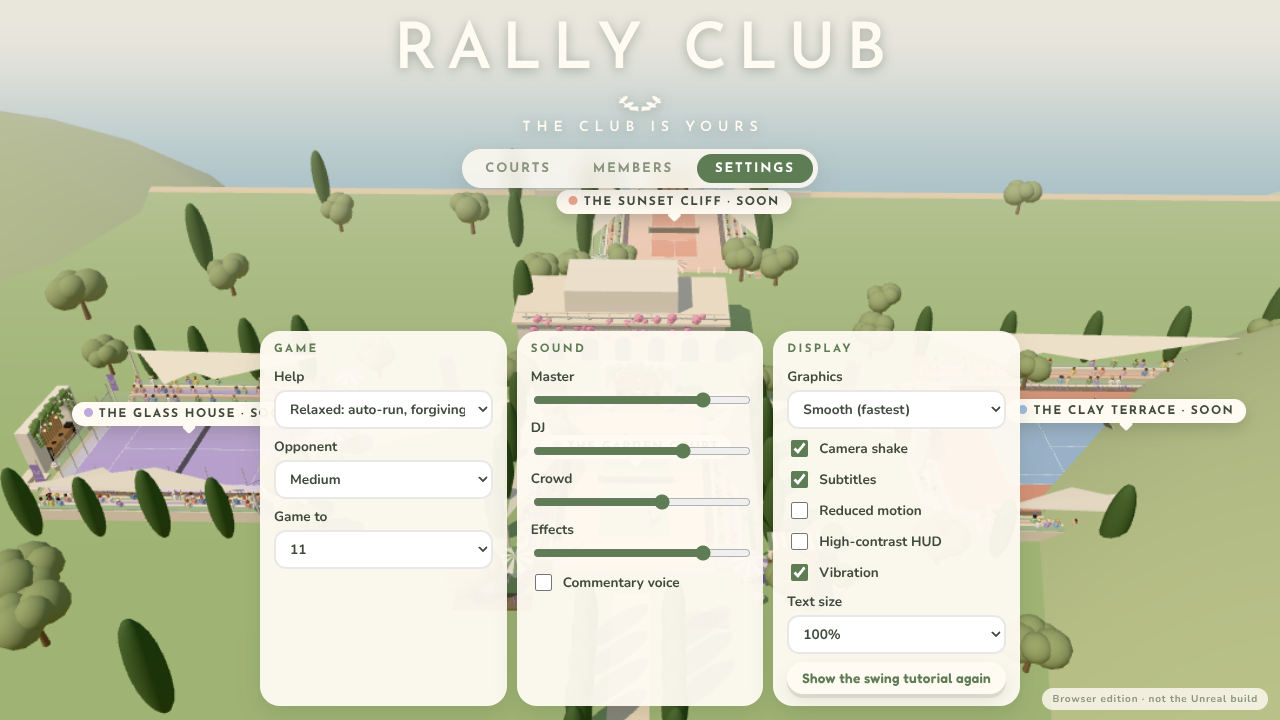 RALLY CLUB
THE CLUB IS YOURS
COURTS
MEMBERS
SETTINGS
THE SUNSET CLIFF · SOON
THE GLASS HOUSE ·
THE CLAY TERRACE · SOON
GAME
Help
Relaxed: auto-run, forgiving
Opponent
Medium
Game to
11
SOUND
Master
DJ
THE GARDEN COURT
Crowd
Effects
Commentary voice
DISPLAY
Graphics
Smooth (fastest)
Camera shake
Subtitles
Reduced motion
High-contrast HUD
Vibration
Text size
100%
Show the swing tutorial again
Browser edition · not the Unreal build